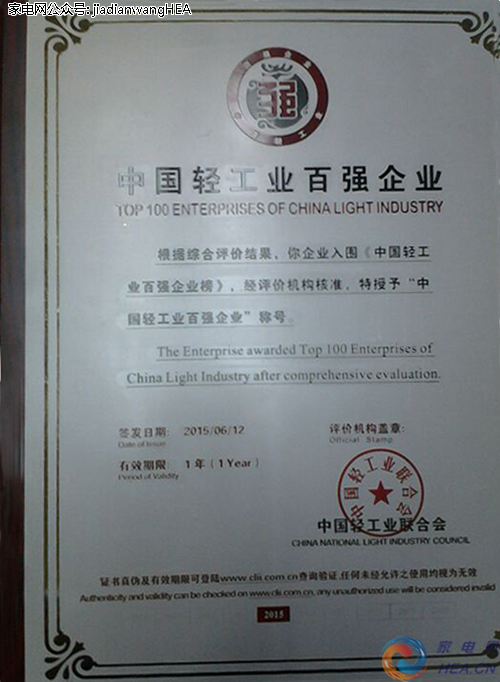 家电网公众号: jiadianwangHEA
强
中国轻工业百强企业
TOP 100 ENTERPRISES OF CHINA LIGHT INDUSTRY
根据综合评价结果，你企业入围《中国轻工
业百强企业榜》，经评价机构核准，特授予“中
国轻工业百强企业”称号。
The Enterprise awarded Top 100 Enterprises of
China Light Industry after comprehensive evaluation.
签发日期: 2015/06/12
Date of Issue
有效期限: 1年 (1 Year)
Period of Validity
评价机构盖章:
Official Stamp
中国轻工业联合会
中国轻工业联合会
CHINA NATIONAL LIGHT INDUSTRY COUNCIL
证书真伪及有效期限可登陆www.clii.com.cn查询验证,任何未经允许之使用均视为无效
Authenticity and validity can be checked on www.clii.com.cn, any unauthorized use will be considered invalid
2015
家电网
HEA.CN